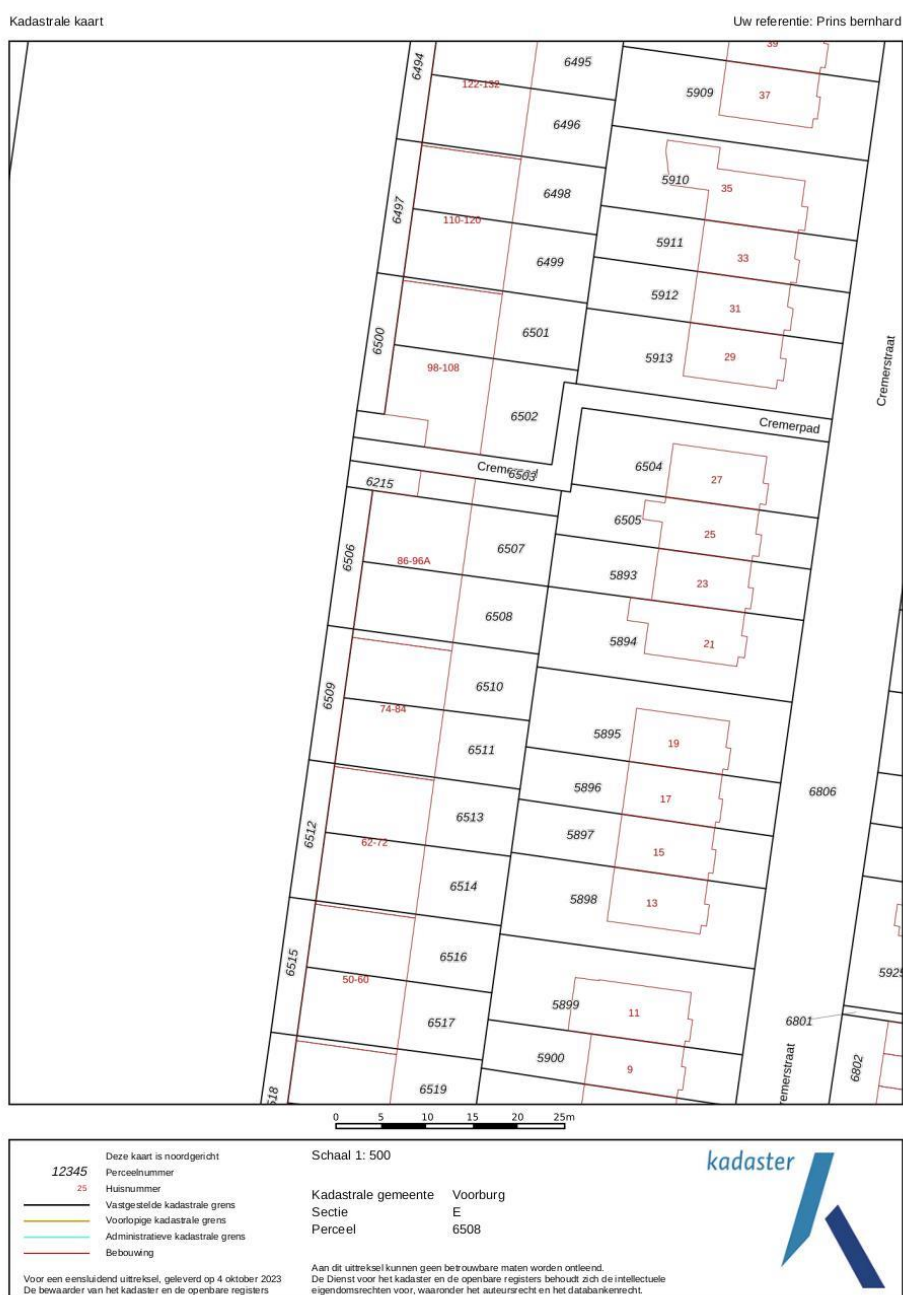 Kadastrale kaart
Uw referentie: Prins bernhard
6494
6495
39
122-132
5909
37
6496
6497
6498
5910
35
110-120
5911
33
6499
5912
31
6500
6501
5913
29
98-108
Cremerstraat
6502
Cremerpad
6504
27
6503
6215
6505
25
6506
86-96A
6507
5893
23
6508
5894
21
6509
6510
74-84
5895
19
6511
5896
17
6806
6512
6513
62-72
5897
15
6514
5898
13
6515
6516
5925
50-60
5899
11
6517
6801
5900
9
6802
remerstraat
518
6519
0 5 10 15 20 25m
Deze kaart is noordgericht
12345 Perceelnummer
25 Huisnummer
Vastgestelde kadastrale grens
Voorlopige kadastrale grens
Administratieve kadastrale grens
Bebouwing
Voor een eensluidend uittreksel, geleverd op 4 oktober 2023
De bewaarder van het kadaster en de openbare registers
Schaal 1: 500
Kadastrale gemeente Voorburg
Sectie E
Perceel 6508
Aan dit uittreksel kunnen geen betrouwbare maten worden ontleend.
De Dienst voor het kadaster en de openbare registers behoudt zich de intellectuele
eigendomsrechten voor, waaronder het auteursrecht en het databankenrecht.
kadaster